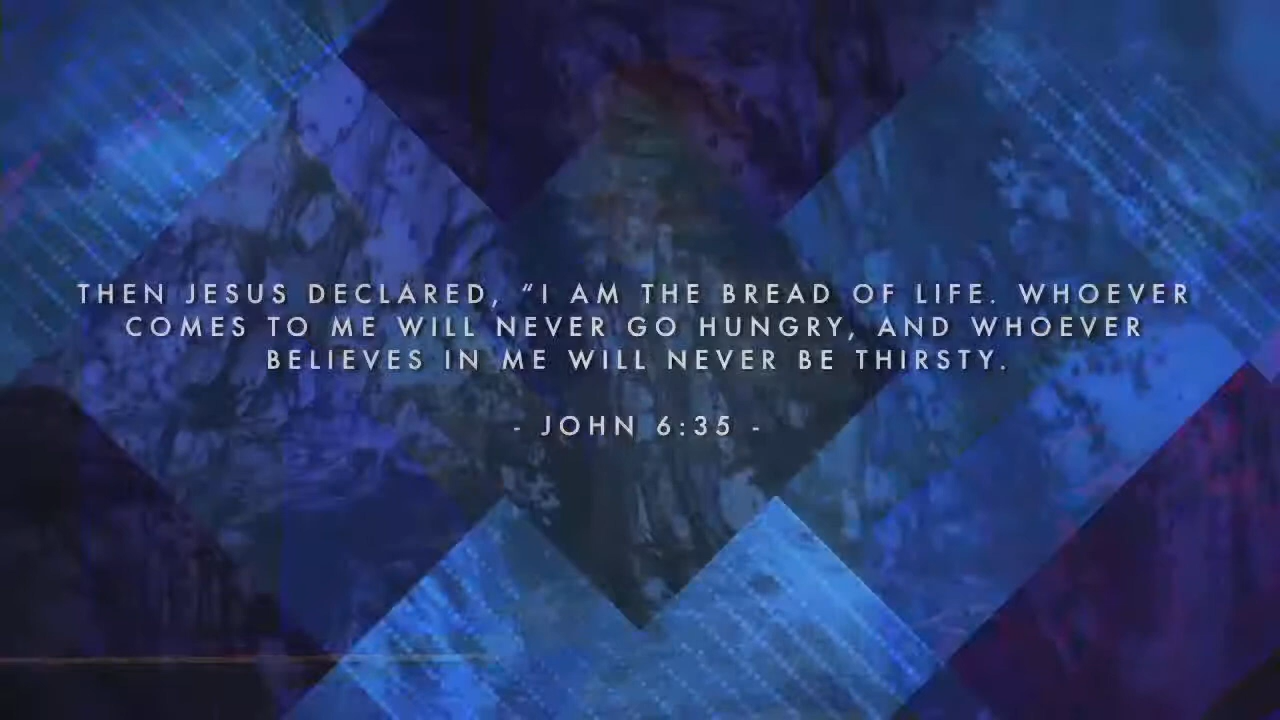 THEN JESUS DECLARED, “I AM THE BREAD OF LIFE. WHOEVER
COMES TO ME WILL NEVER GO HUNGRY, AND WHOEVER
BELIEVES IN ME WILL NEVER BE THIRSTY.
- JOHN 6:35 -